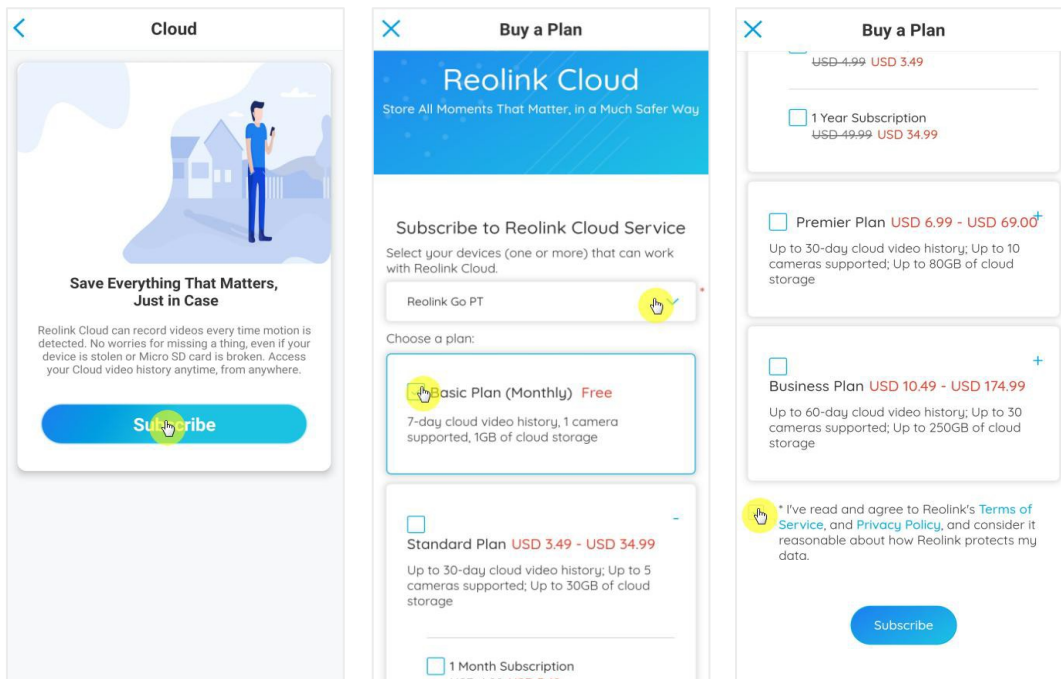 Cloud
Save Everything That Matters,
Just in Case
Reolink Cloud can record videos every time motion is
detected. No worries for missing a thing, even if your
device is stolen or Micro SD card is broken. Access
your Cloud video history anytime, from anywhere.
Subscribe
Buy a Plan
Reolink Cloud
Store All Moments That Matter, in a Much Safer Way
Subscribe to Reolink Cloud Service
Select your devices (one or more) that can work
with Reolink Cloud.
Reolink Go PT
*
Choose a plan:
Basic Plan (Monthly) Free
7-day cloud video history, 1 camera
supported, 1GB of cloud storage
-
Standard Plan USD 3.49 - USD 34.99
Up to 30-day cloud video history; Up to 5
cameras supported; Up to 30GB of cloud
storage
1 Month Subscription
Buy a Plan
USD 4.99 USD 3.49
1 Year Subscription
USD 49.99 USD 34.99
Premier Plan USD 6.99 - USD 69.00
+
Up to 30-day cloud video history; Up to 10
cameras supported; Up to 80GB of cloud
storage
+
Business Plan USD 10.49 - USD 174.99
Up to 60-day cloud video history; Up to 30
cameras supported; Up to 250GB of cloud
storage
* I've read and agree to Reolink's Terms of
Service, and Privacy Policy, and consider it
reasonable about how Reolink protects my
data.
Subscribe